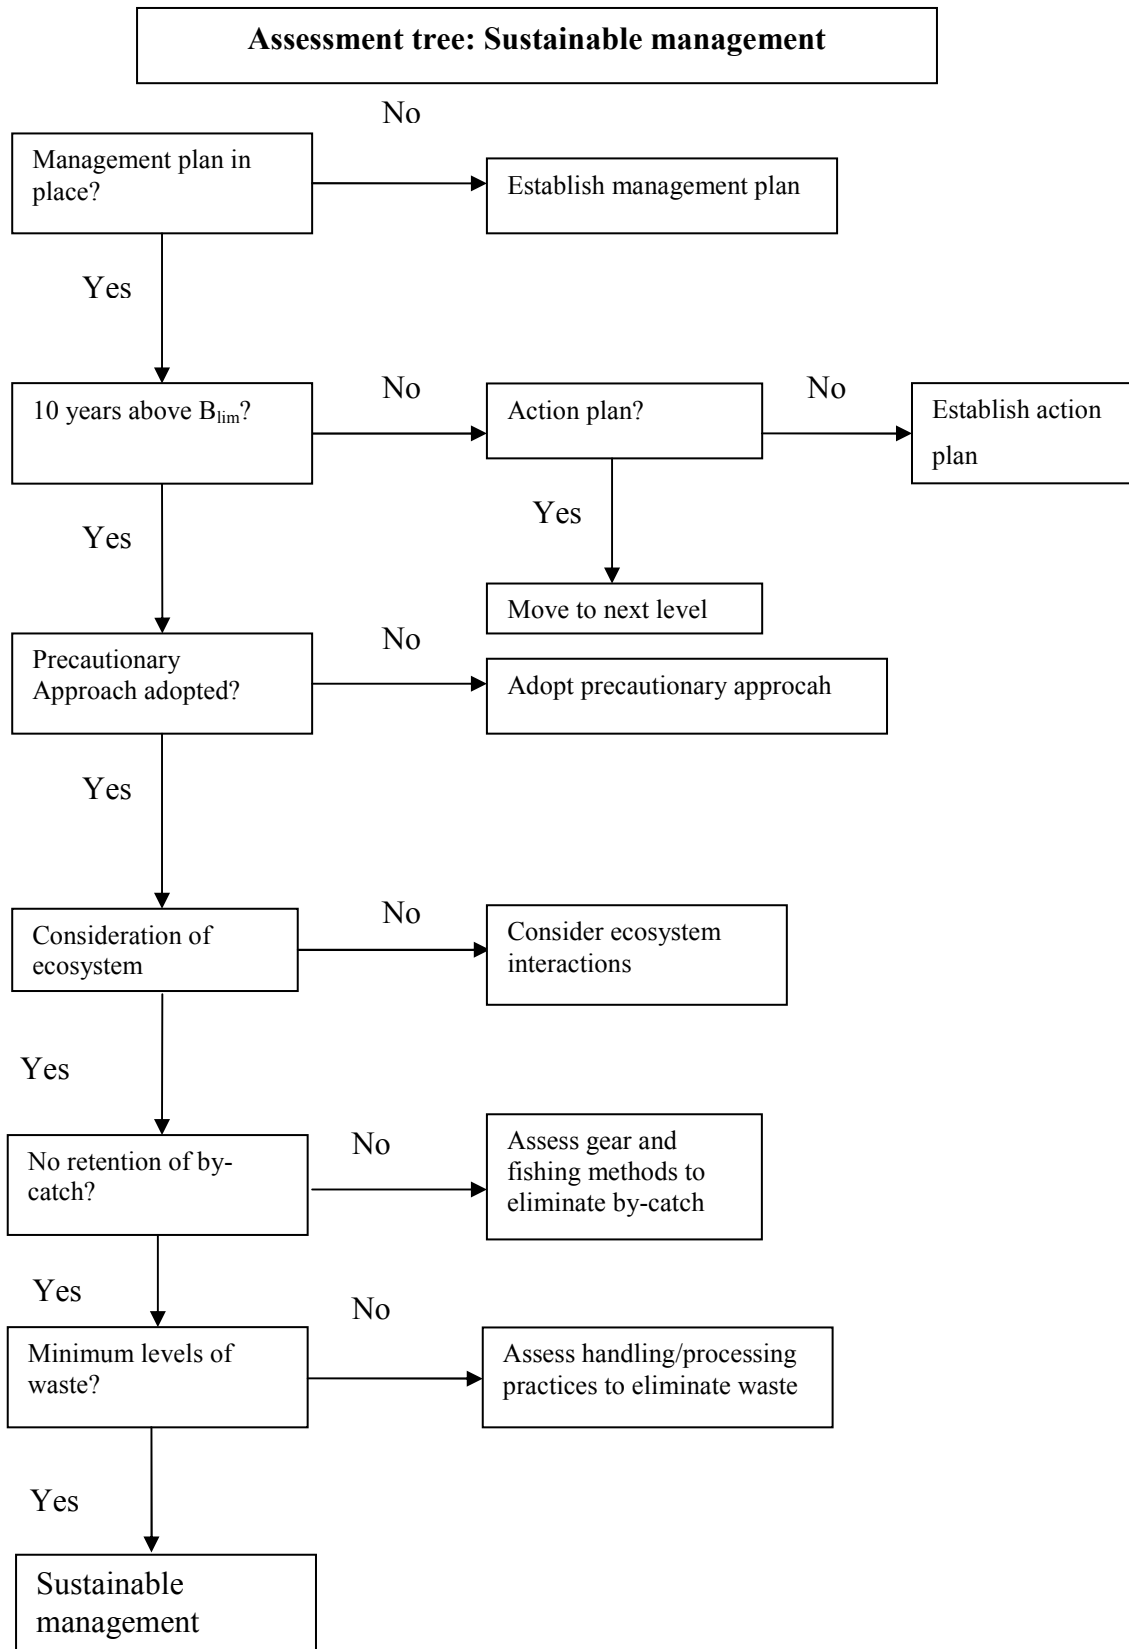 Assessment tree: Sustainable management
No
Management plan in
place?
Establish management plan
Yes
10 years above Blim?
No
Action plan?
No
Establish action
plan
Yes
Yes
Move to next level
Precautionary
Approach adopted?
No
Adopt precautionary approcah
Yes
Consideration of
ecosystem
No
Consider ecosystem
interactions
Yes
No retention of by-
catch?
No
Assess gear and
fishing methods to
eliminate by-catch
Yes
No
Minimum levels of
waste?
Assess handling/processing
practices to eliminate waste
Yes
Sustainable
management